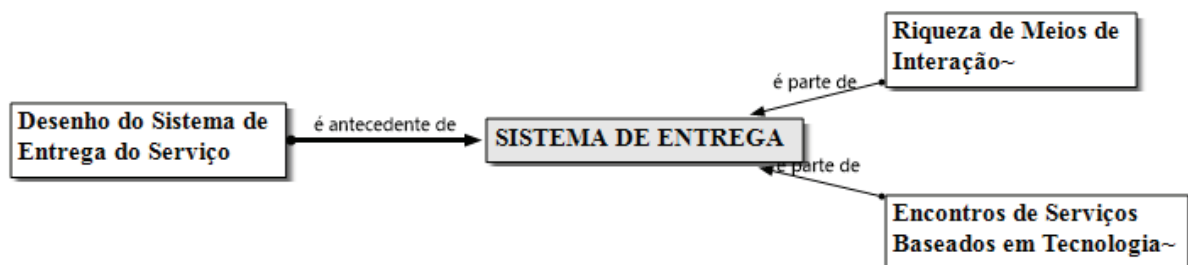 Riqueza de Meios de
Interação~
é parte de
Desenho do Sistema de
Entrega do Serviço
é antecedente de
SISTEMA DE ENTREGA
é parte de
Encontros de Serviços
Baseados em Tecnologia~